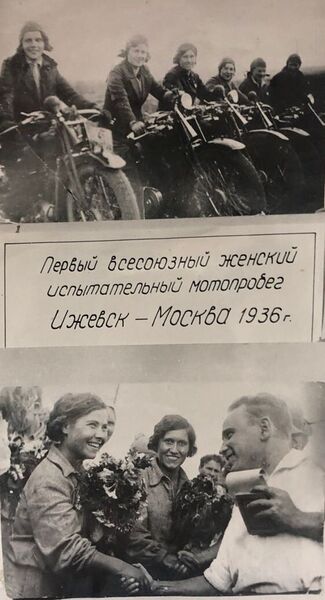 Первый всесоюзный женский
испытательный мотопробег
Ижевск – Москва 1936 г.